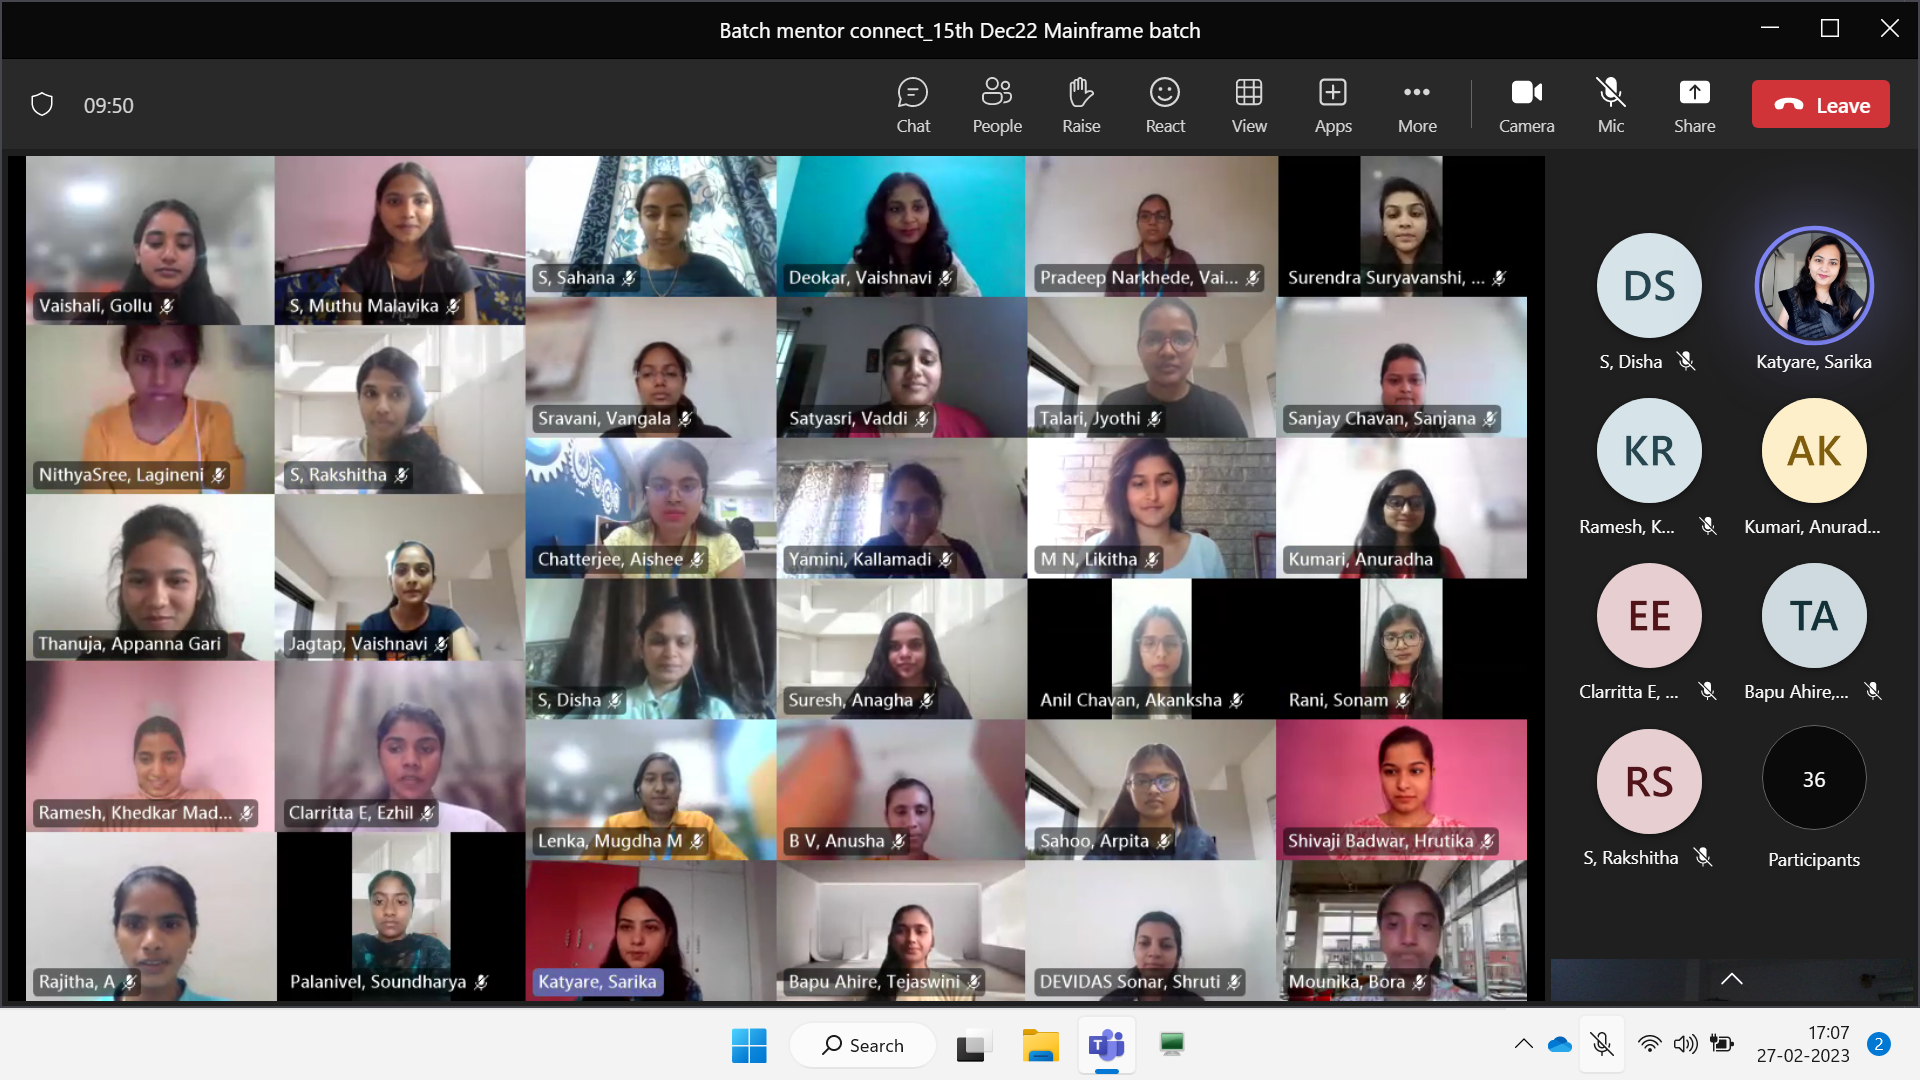 Batch mentor connect_15th Dec22 Mainframe batch
09:50
Chat
People
Raise
React
View
Apps
More
Camera
Mic
Share
Leave
Vaishali, Gollu
S, Muthu Malavika
S, Sahana
Deokar, Vaishnavi
Pradeep Narkhede, Vai...
Surendra Suryavanshi, ...
NithyaSree, Lagineni
S, Rakshitha
Sravani, Vangala
Satyasri, Vaddi
Talari, Jyothi
Sanjay Chavan, Sanjana
Thanuja, Appanna Gari
Jagtap, Vaishnavi
Chatterjee, Aishee
Yamini, Kallamadi
M N, Likitha
Kumari, Anuradha
S, Disha
Suresh, Anagha
Anil Chavan, Akanksha
Rani, Sonam
Ramesh, Khedkar Mad...
Clarritta E, Ezhil
Lenka, Mugdha M
B V, Anusha
Sahoo, Arpita
Shivaji Badwar, Hrutika
Rajitha, A
Palanivel, Soundharya
Katyare, Sarika
Bapu Ahire, Tejaswini
DEVIDAS Sonar, Shruti
Mounika, Bora
DS
S, Disha
Katyare, Sarika
KR
Ramesh, K...
AK
Kumari, Anurad...
EE
Clarritta E, ...
TA
Bapu Ahire,...
RS
S, Rakshitha
36
Participants
Search
T
17:07
27-02-2023
2